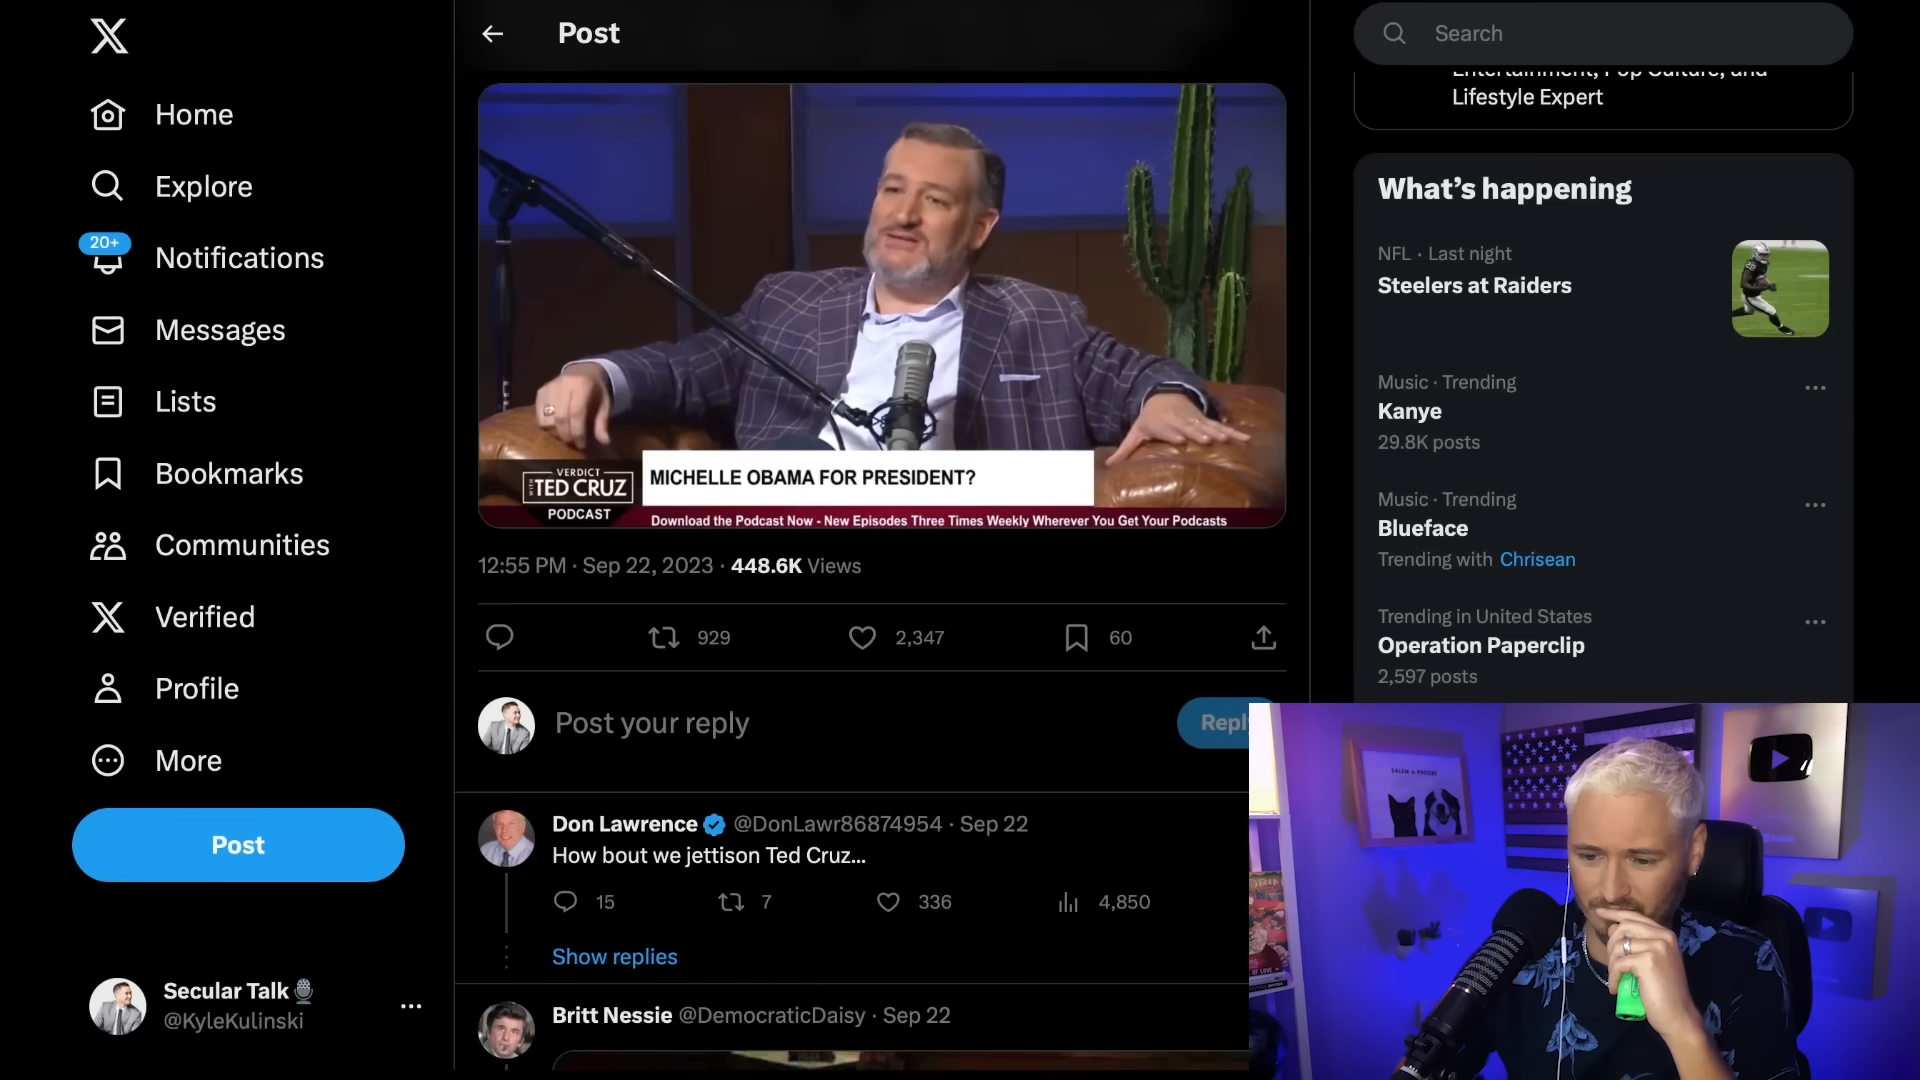 Home
Explore
20+
Notifications
Messages
Lists
Bookmarks
Communities
Verified
Profile
More
Post
Secular Talk
@KyleKulinski
Post
VERDICT
WITH
TED CRUZ
PODCAST
MICHELLE OBAMA FOR PRESIDENT?
Download the Podcast Now - New Episodes Three Times Weekly Wherever You Get Your Podcasts
12:55 PM · Sep 22, 2023 · 448.6K Views
929
2,347
60
Post your reply
Reply
Don Lawrence @DonLawr86874954 · Sep 22
How bout we jettison Ted Cruz...
15
7
336
4,850
Show replies
Britt Nessie @DemocraticDaisy · Sep 22
Search
Entertainment, Pop Culture, and
Lifestyle Expert
What's happening
NFL · Last night
Steelers at Raiders
Music · Trending
Kanye
29.8K posts
Music · Trending
Blueface
Trending with Chrisean
Trending in United States
Operation Paperclip
2,597 posts
SALEM & PHOEBE